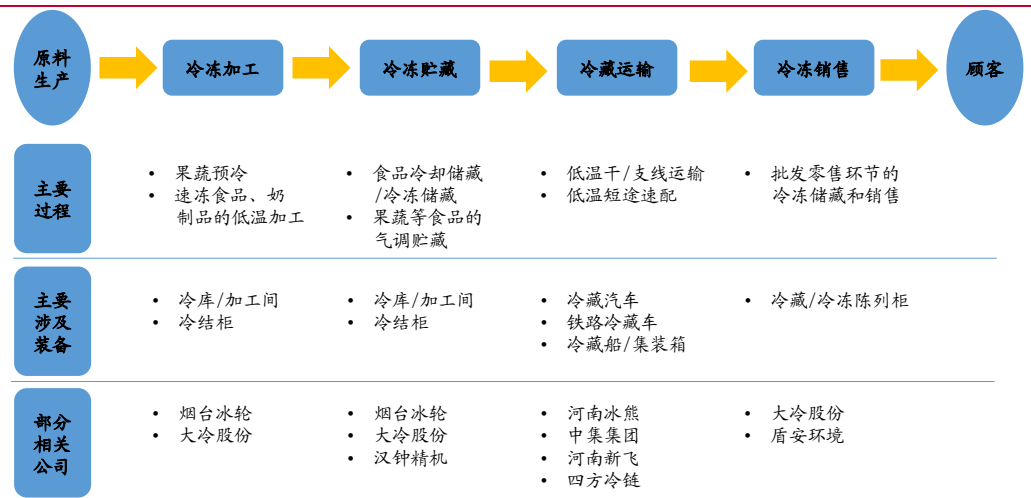 原料
生产
冷冻加工
冷冻贮藏
冷藏运输
冷冻销售
顾客
主要
过程
• 果蔬预冷
• 速冻食品、奶
制品的低温加工
• 食品冷却储藏
/冷冻储藏
• 果蔬等食品的
气调贮藏
• 低温干/支线运输
• 低温短途速配
• 批发零售环节的
冷冻储藏和销售
主要
涉及
装备
• 冷库/加工间
• 冷结柜
• 冷库/加工间
• 冷结柜
• 冷藏汽车
• 铁路冷藏车
• 冷藏船/集装箱
• 冷藏/冷冻陈列柜
部分
相关
公司
• 烟台冰轮
• 大冷股份
• 烟台冰轮
• 大冷股份
• 汉钟精机
• 河南冰熊
• 中集集团
• 河南新飞
• 四方冷链
• 大冷股份
• 盾安环境